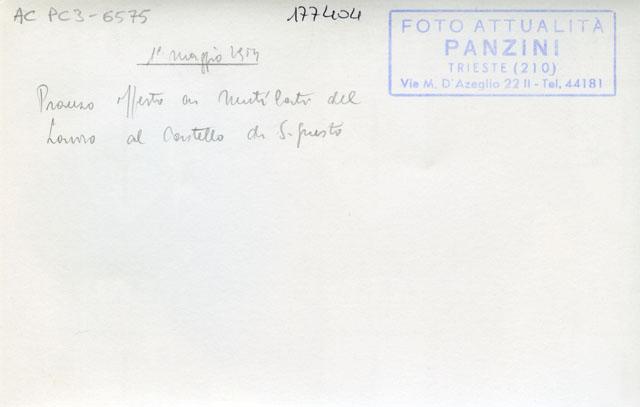 AC PC3-6575
177404
FOTO ATTUALITÀ
PANZINI
TRIESTE (210)
Via M. D'Azeglio 22 II - Tel. 44181
1° maggio 1954
Pranzo offerto ai Mutilati del
Lavoro al Castello di S. Giusto